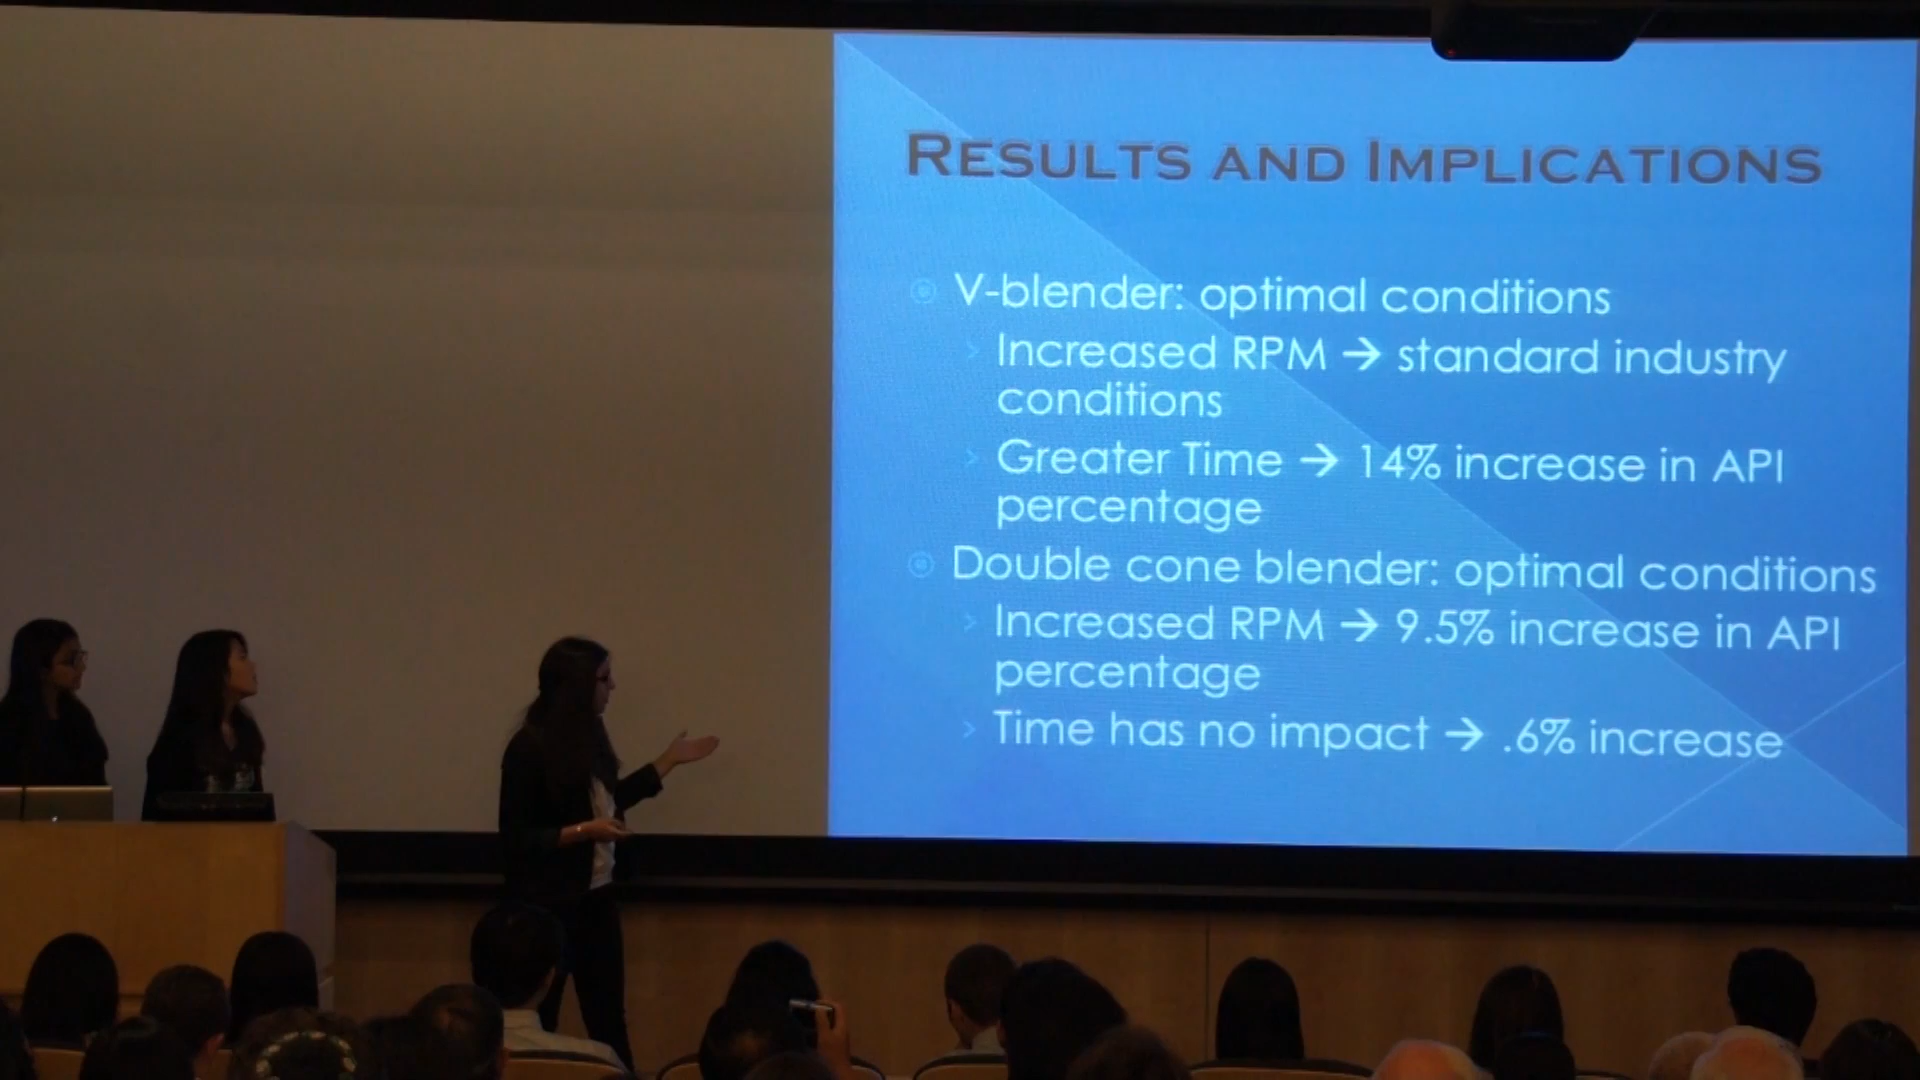 RESULTS AND IMPLICATIONS
V-blender: optimal conditions
Increased RPM → standard industry
conditions
Greater Time → 14% increase in API
percentage
Double cone blender: optimal conditions
Increased RPM → 9.5% increase in API
percentage
Time has no impact → .6% increase